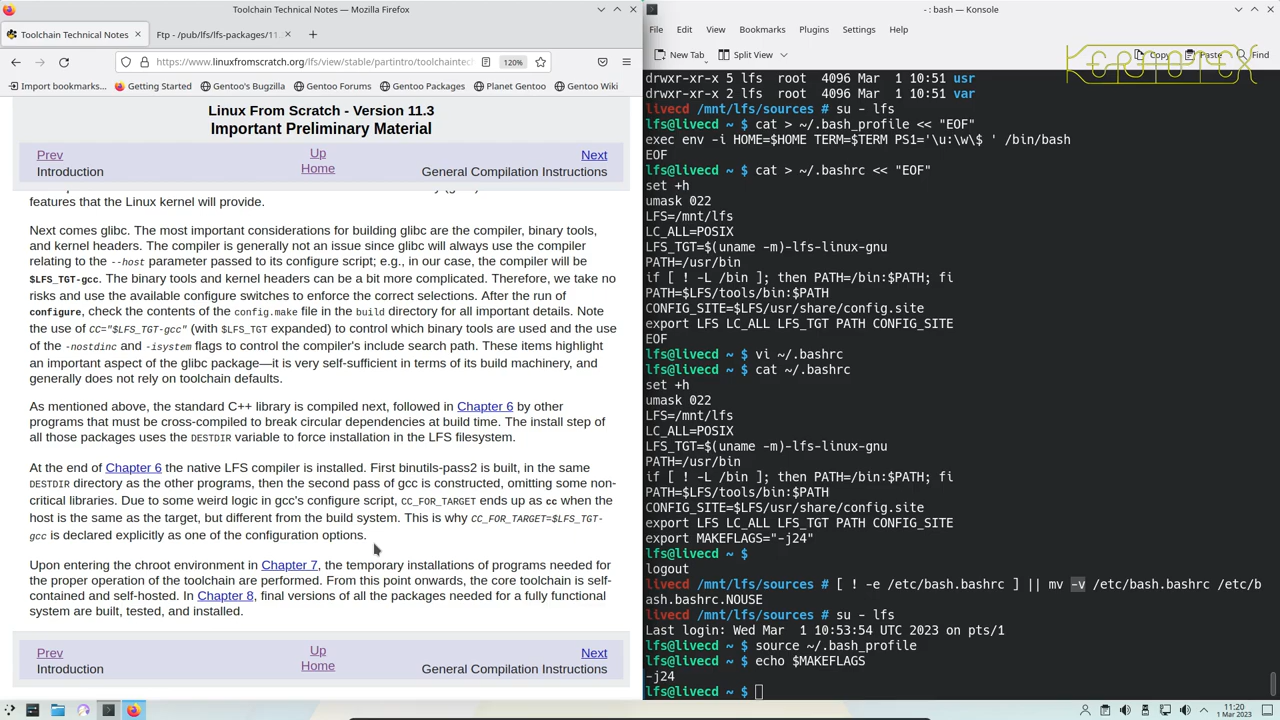 Toolchain Technical Notes — Mozilla Firefox
Toolchain Technical Notes
Ftp - /pub/lfs/lfs-packages/11.
https://www.linuxfromscratch.org/lfs/view/stable/partintro/toolchaintec
120%
Import bookmarks...
Getting Started
Gentoo's Bugzilla
Gentoo Forums
Gentoo Packages
Planet Gentoo
Gentoo Wiki
Linux From Scratch - Version 11.3
Important Preliminary Material
Prev
Up
Next
Home
Introduction
General Compilation Instructions
features that the Linux kernel will provide.
Next comes glibc. The most important considerations for building glibc are the compiler, binary tools,
and kernel headers. The compiler is generally not an issue since glibc will always use the compiler
relating to the --host parameter passed to its configure script; e.g., in our case, the compiler will be
$LFS_TGT-gcc. The binary tools and kernel headers can be a bit more complicated. Therefore, we take no
risks and use the available configure switches to enforce the correct selections. After the run of
configure, check the contents of the config.make file in the build directory for all important details. Note
the use of CC="$LFS_TGT-gcc" (with $LFS_TGT expanded) to control which binary tools are used and the use
of the -nostdinc and -isystem flags to control the compiler's include search path. These items highlight
an important aspect of the glibc package—it is very self-sufficient in terms of its build machinery, and
generally does not rely on toolchain defaults.
As mentioned above, the standard C++ library is compiled next, followed in Chapter 6 by other
programs that must be cross-compiled to break circular dependencies at build time. The install step of
all those packages uses the DESTDIR variable to force installation in the LFS filesystem.
At the end of Chapter 6 the native LFS compiler is installed. First binutils-pass2 is built, in the same
DESTDIR directory as the other programs, then the second pass of gcc is constructed, omitting some non-
critical libraries. Due to some weird logic in gcc's configure script, CC_FOR_TARGET ends up as cc when the
host is the same as the target, but different from the build system. This is why CC_FOR_TARGET=$LFS_TGT-
gcc is declared explicitly as one of the configuration options.
Upon entering the chroot environment in Chapter 7, the temporary installations of programs needed for
the proper operation of the toolchain are performed. From this point onwards, the core toolchain is self-
contained and self-hosted. In Chapter 8, final versions of all the packages needed for a fully functional
system are built, tested, and installed.
Prev
Up
Next
Introduction
Home
General Compilation Instructions
- : bash — Konsole
File Edit View Bookmarks Plugins Settings Help
New Tab
Split View
Copy
Paste
Find
drwxr-xr-x 5 lfs  root  4096 Mar  1 10:51 usr
drwxr-xr-x 2 lfs  root  4096 Mar  1 10:51 var
livecd /mnt/lfs/sources # su - lfs
lfs@livecd ~ $ cat > ~/.bash_profile << "EOF"
exec env -i HOME=$HOME TERM=$TERM PS1='\u:\w\$ ' /bin/bash
EOF
lfs@livecd ~ $ cat > ~/.bashrc << "EOF"
set +h
umask 022
LFS=/mnt/lfs
LC_ALL=POSIX
LFS_TGT=$(uname -m)-lfs-linux-gnu
PATH=/usr/bin
if [ ! -L /bin ]; then PATH=/bin:$PATH; fi
PATH=$LFS/tools/bin:$PATH
CONFIG_SITE=$LFS/usr/share/config.site
export LFS LC_ALL LFS_TGT PATH CONFIG_SITE
EOF
lfs@livecd ~ $ vi ~/.bashrc
lfs@livecd ~ $ cat ~/.bashrc
set +h
umask 022
LFS=/mnt/lfs
LC_ALL=POSIX
LFS_TGT=$(uname -m)-lfs-linux-gnu
PATH=/usr/bin
if [ ! -L /bin ]; then PATH=/bin:$PATH; fi
PATH=$LFS/tools/bin:$PATH
CONFIG_SITE=$LFS/usr/share/config.site
export LFS LC_ALL LFS_TGT PATH CONFIG_SITE
export MAKEFLAGS="-j24"
lfs@livecd ~ $
logout
livecd /mnt/lfs/sources # [ ! -e /etc/bash.bashrc ] || mv -v /etc/bash.bashrc /etc/b
ash.bashrc.NOUSE
livecd /mnt/lfs/sources # su - lfs
Last login: Wed Mar  1 10:53:54 UTC 2023 on pts/1
lfs@livecd ~ $ source ~/.bash_profile
lfs@livecd ~ $ echo $MAKEFLAGS
-j24
lfs@livecd ~ $
11:20
1 Mar 2023